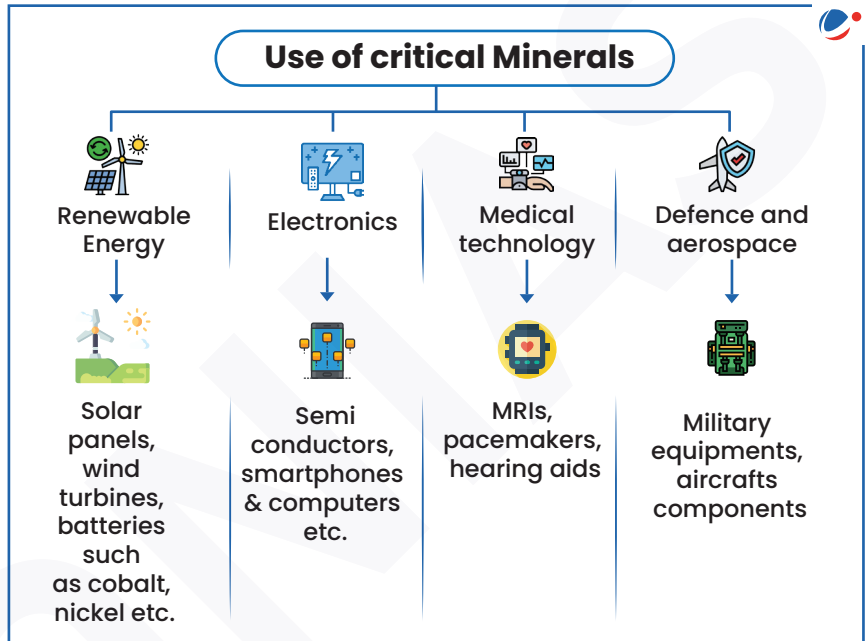 Use of critical Minerals
Renewable
Energy
Electronics
Medical
technology
Defence and
aerospace
Solar
panels,
wind
turbines,
batteries
such
as cobalt,
nickel etc.
Semi
conductors,
smartphones
& computers
etc.
MRIs,
pacemakers,
hearing aids
Military
equipments,
aircrafts
components